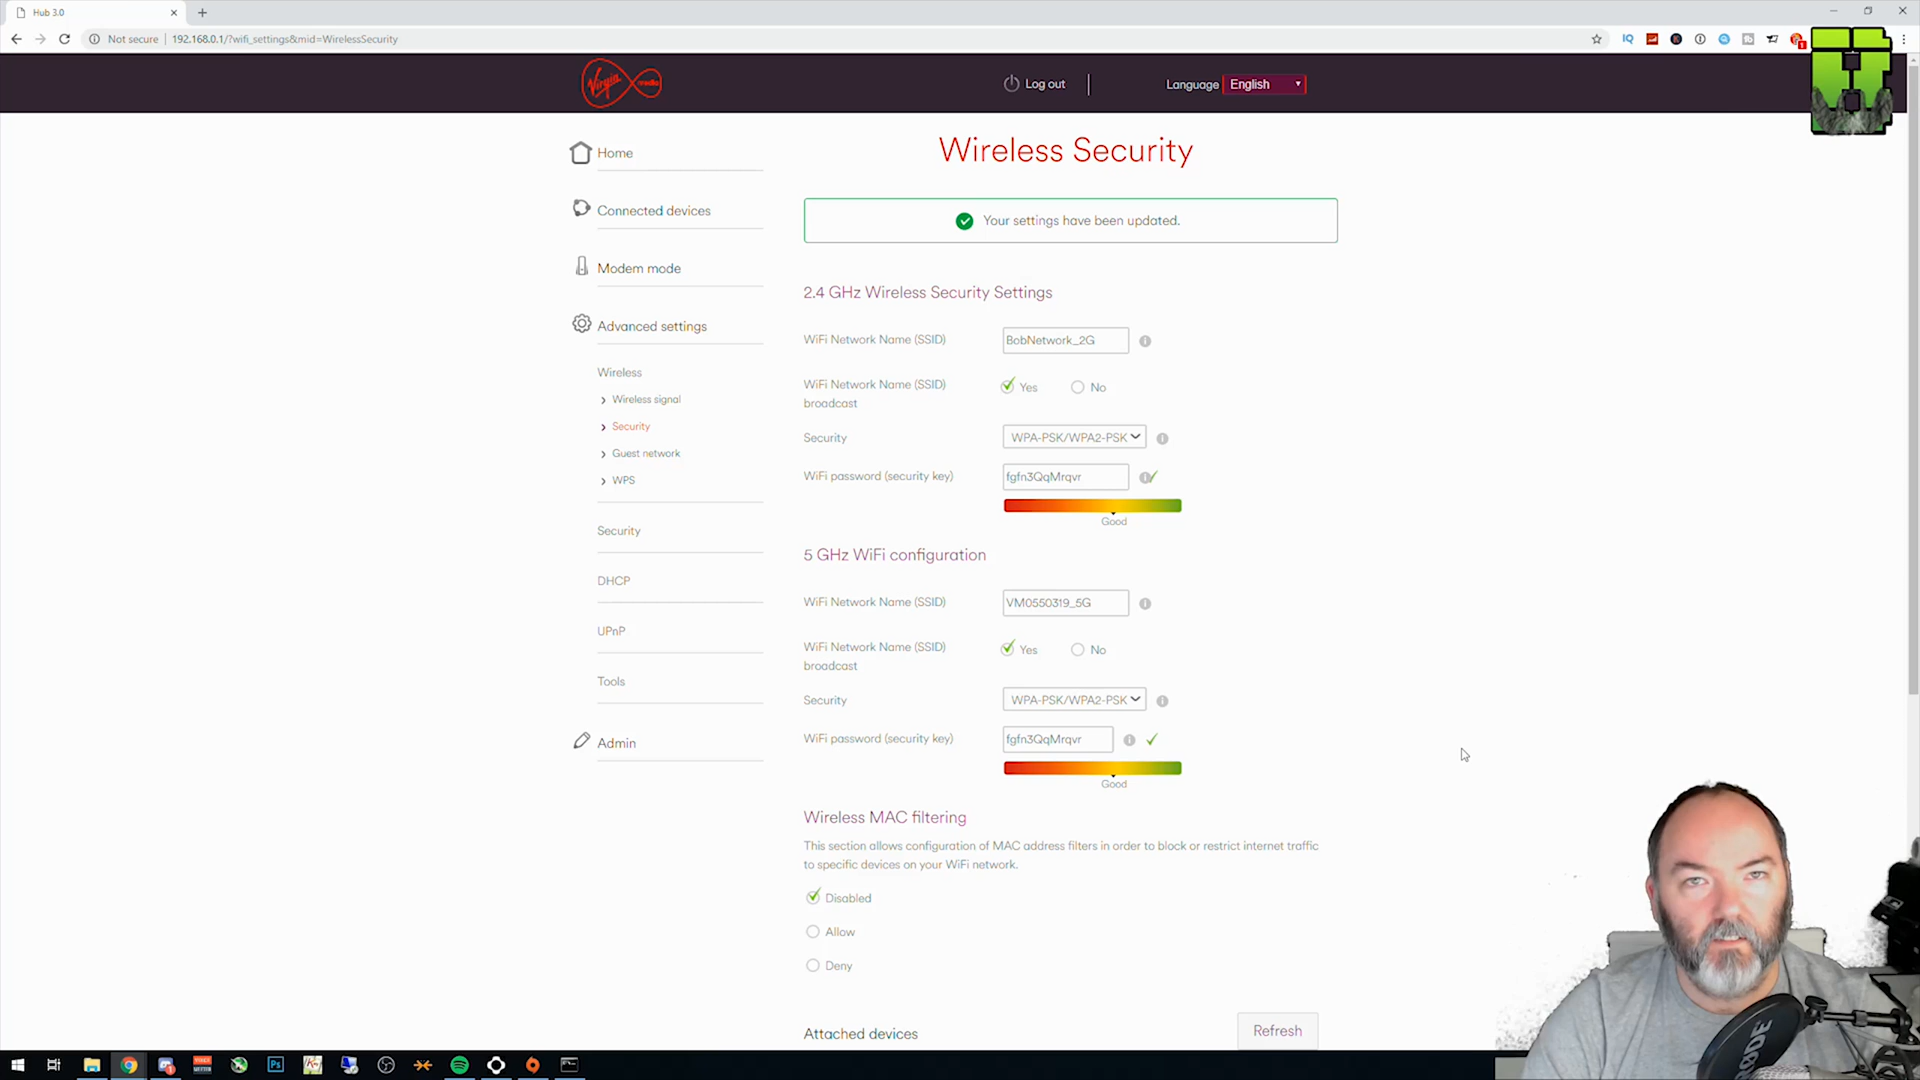 Hub 3.0
Not secure 192.168.0.1/?wifi_settings&mid=WirelessSecurity
Virgin media
Log out
Language English
Home
Connected devices
Modem mode
Advanced settings
Wireless
Wireless signal
Security
Guest network
WPS
Security
DHCP
UPnP
Tools
Admin
Wireless Security
Your settings have been updated.
2.4 GHz Wireless Security Settings
WiFi Network Name (SSID) BobNetwork_2G
WiFi Network Name (SSID) broadcast Yes No
Security WPA-PSK/WPA2-PSK
WiFi password (security key) fgfn3QqMrqvr
Good
5 GHz WiFi configuration
WiFi Network Name (SSID) VM0550319_5G
WiFi Network Name (SSID) broadcast Yes No
Security WPA-PSK/WPA2-PSK
WiFi password (security key) fgfn3QqMrqvr
Good
Wireless MAC filtering
This section allows configuration of MAC address filters in order to block or restrict internet traffic
to specific devices on your WiFi network.
Disabled
Allow
Deny
Attached devices Refresh
RODE